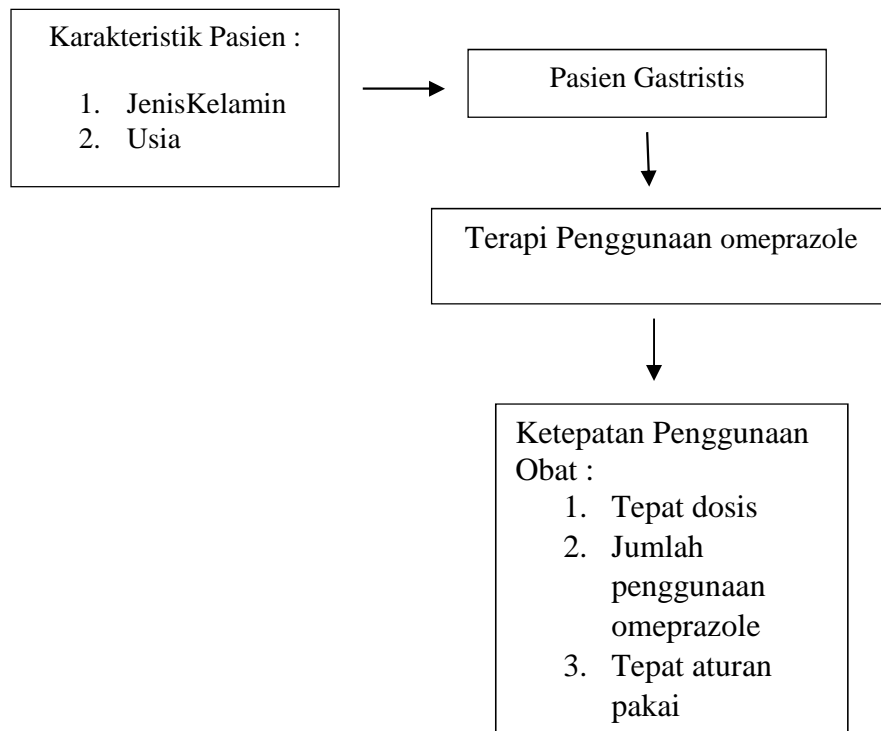 Karakteristik Pasien :
1. JenisKelamin
2. Usia
Pasien Gastristis
Terapi Penggunaan omeprazole
Ketepatan Penggunaan
Obat :
1. Tepat dosis
2. Jumlah
penggunaan
omeprazole
3. Tepat aturan
pakai